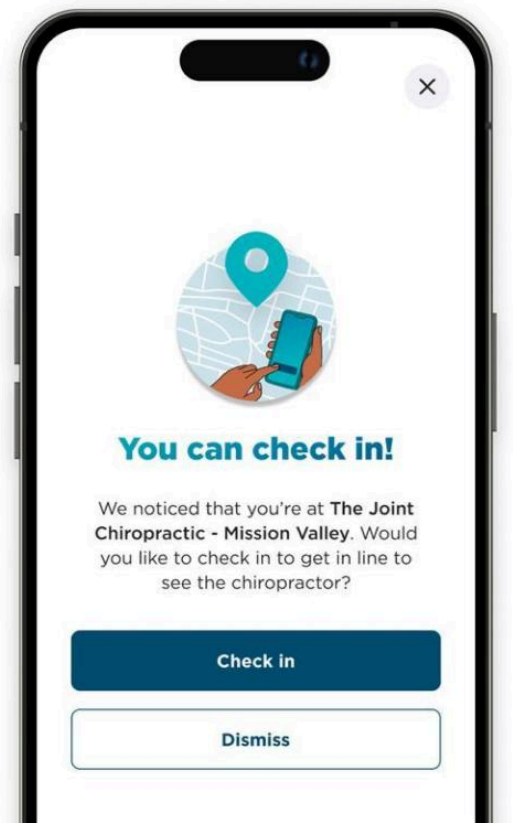 You can check in!
We noticed that you're at The Joint
Chiropractic - Mission Valley. Would
you like to check in to get in line to
see the chiropractor?
Check in
Dismiss